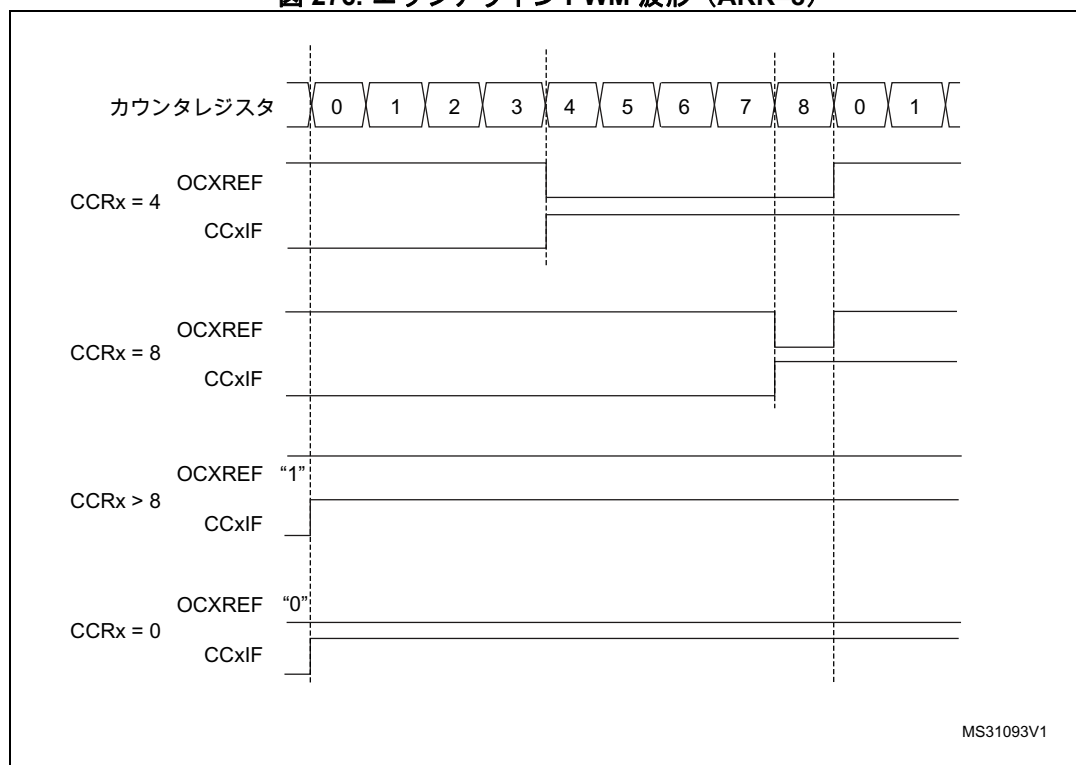 カウンタレジスタ 0 1 2 3 4 5 6 7 8 0 1
OCXREF
CCRx = 4
CCxIF
OCXREF
CCRx = 8
CCxIF
OCXREF “1”
CCRx > 8
CCxIF
OCXREF “0”
CCRx = 0
CCxIF
MS31093V1